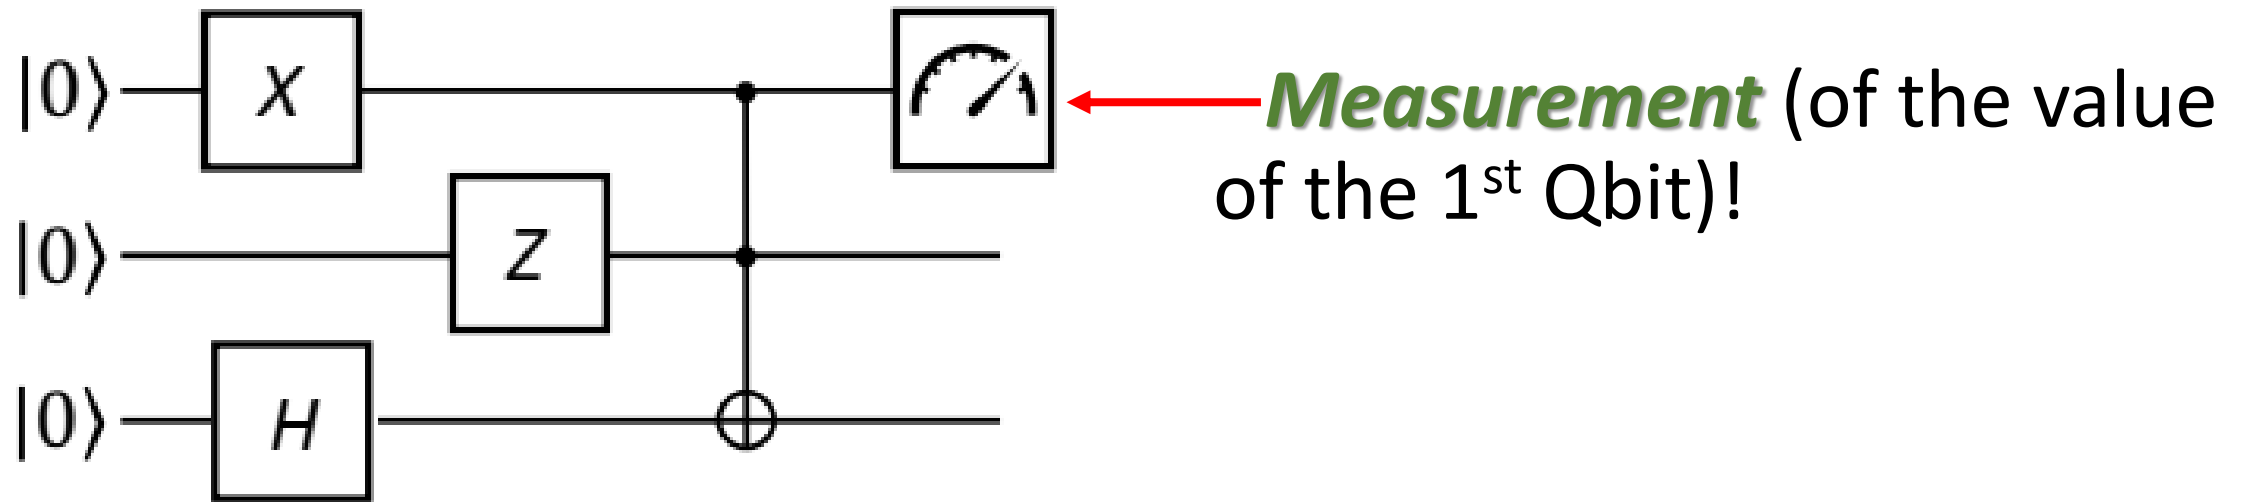 |0⟩ X Measurement (of the value
of the 1st Qbit)!
|0⟩ Z
|0⟩ H